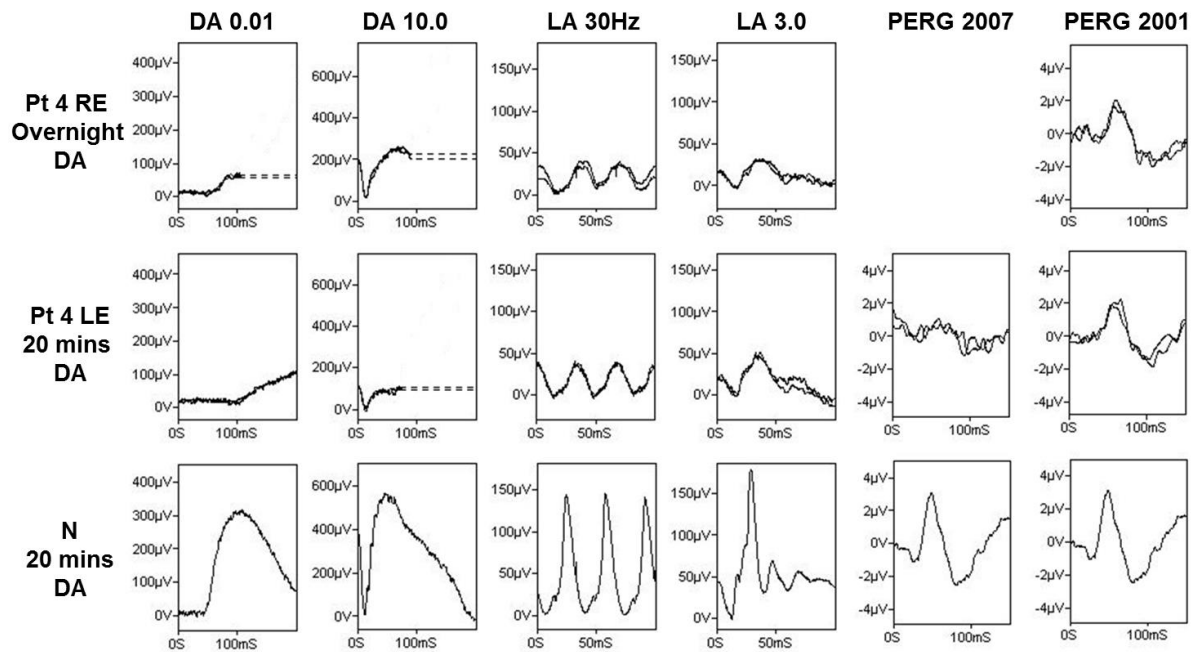 DA 0.01 DA 10.0 LA 30Hz LA 3.0 PERG 2007 PERG 2001
Pt 4 RE
Overnight
DA
400µV
300µV
200µV
100µV
0V
0S 100mS
600µV
400µV
200µV
0V
0S 100mS
150µV
100µV
50µV
0V
0S 50mS
150µV
100µV
50µV
0V
0S 50mS
4µV
2µV
0V
-2µV
-4µV
0S 100mS
Pt 4 LE
20 mins
DA
400µV
300µV
200µV
100µV
0V
0S 100mS
600µV
400µV
200µV
0V
0S 100mS
150µV
100µV
50µV
0V
0S 50mS
150µV
100µV
50µV
0V
0S 50mS
4µV
2µV
0V
-2µV
-4µV
0S 100mS
4µV
2µV
0V
-2µV
-4µV
0S 100mS
N
20 mins
DA
400µV
300µV
200µV
100µV
0V
0S 100mS
600µV
400µV
200µV
0V
0S 100mS
150µV
100µV
50µV
0V
0S 50mS
150µV
100µV
50µV
0V
0S 50mS
4µV
2µV
0V
-2µV
-4µV
0S 100mS
4µV
2µV
0V
-2µV
-4µV
0S 100mS